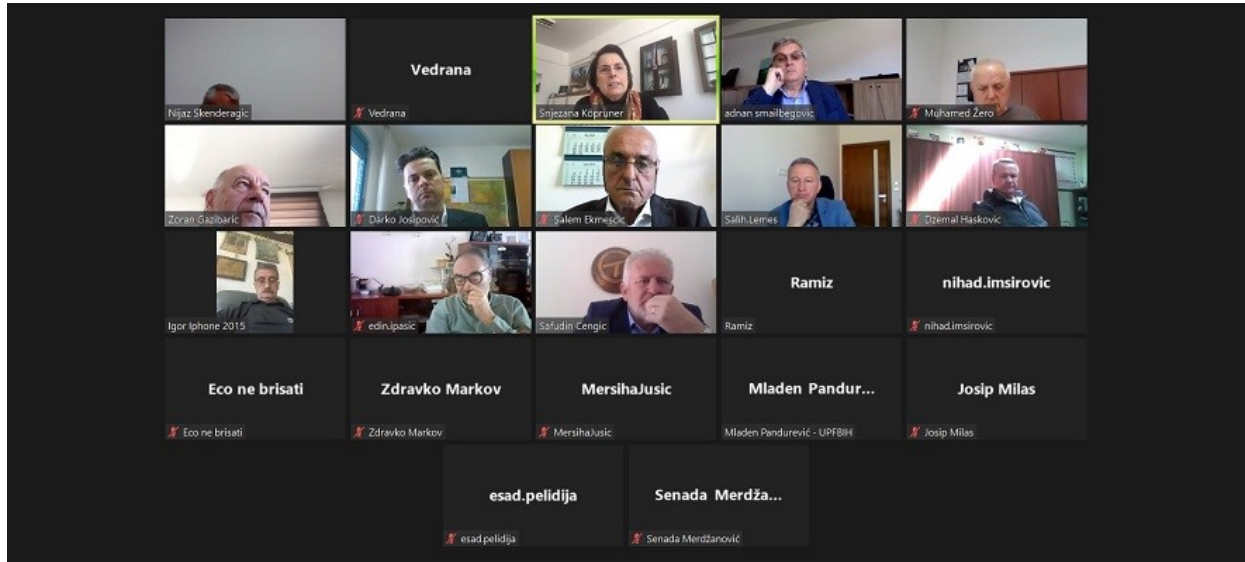 Nijaz Skenderagic
Vedrana
Vedrana
Snjezana Köpruner
adnan smailbegovic
Muhamed Žero
Zoran Gazibaric
Darko Josipović
Salem Ekmescic
Salih.Lemes
Dzemal Haskovic
Igor Iphone 2015
edin.ipasic
Safudin Cengic
Ramiz
Ramiz
nihad.imsirovic
nihad.imsirovic
Eco ne brisati
Eco ne brisati
Zdravko Markov
Zdravko Markov
MersihaJusic
MersihaJusic
Mladen Pandur...
Mladen Pandurević - UPFBIH
Josip Milas
Josip Milas
esad.pelidija
esad.pelidija
Senada Merdža...
Senada Merdžanović